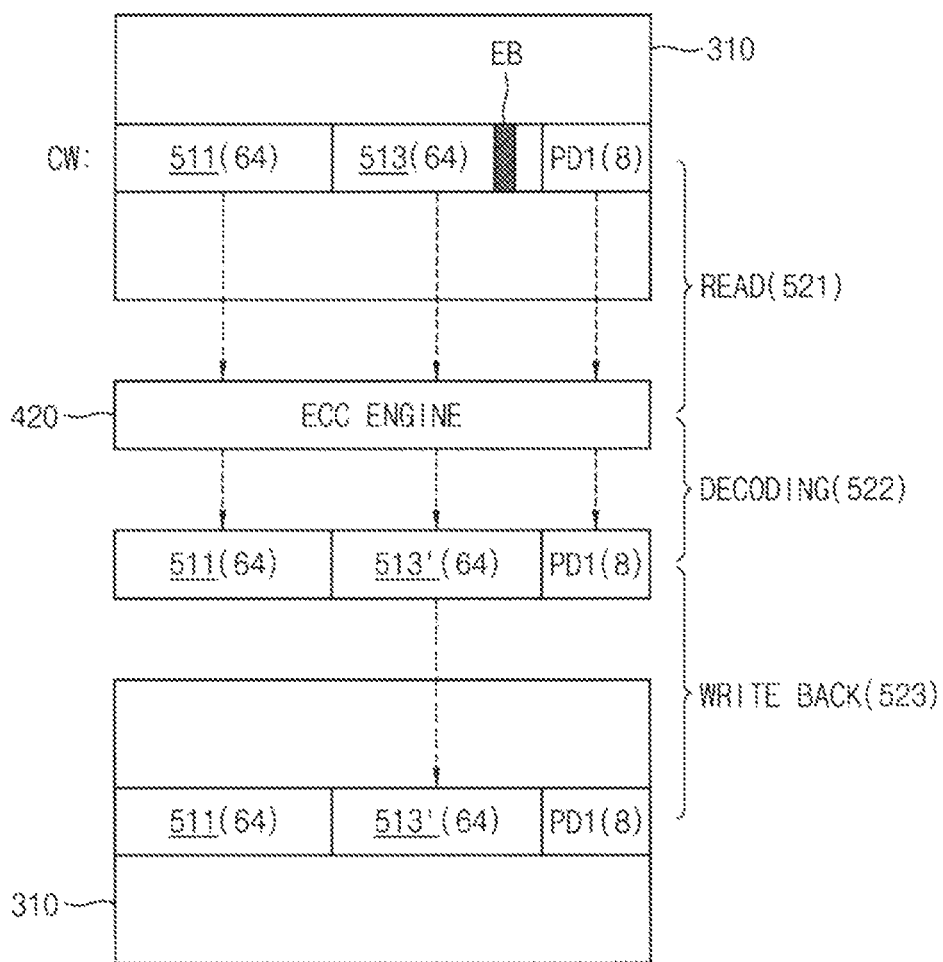 EB
310
CW: 511(64) 513(64) PD1(8)
READ(521)
420 ECC ENGINE
DECODING(522)
511(64) 513'(64) PD1(8)
WRITE BACK(523)
511(64) 513'(64) PD1(8)
310